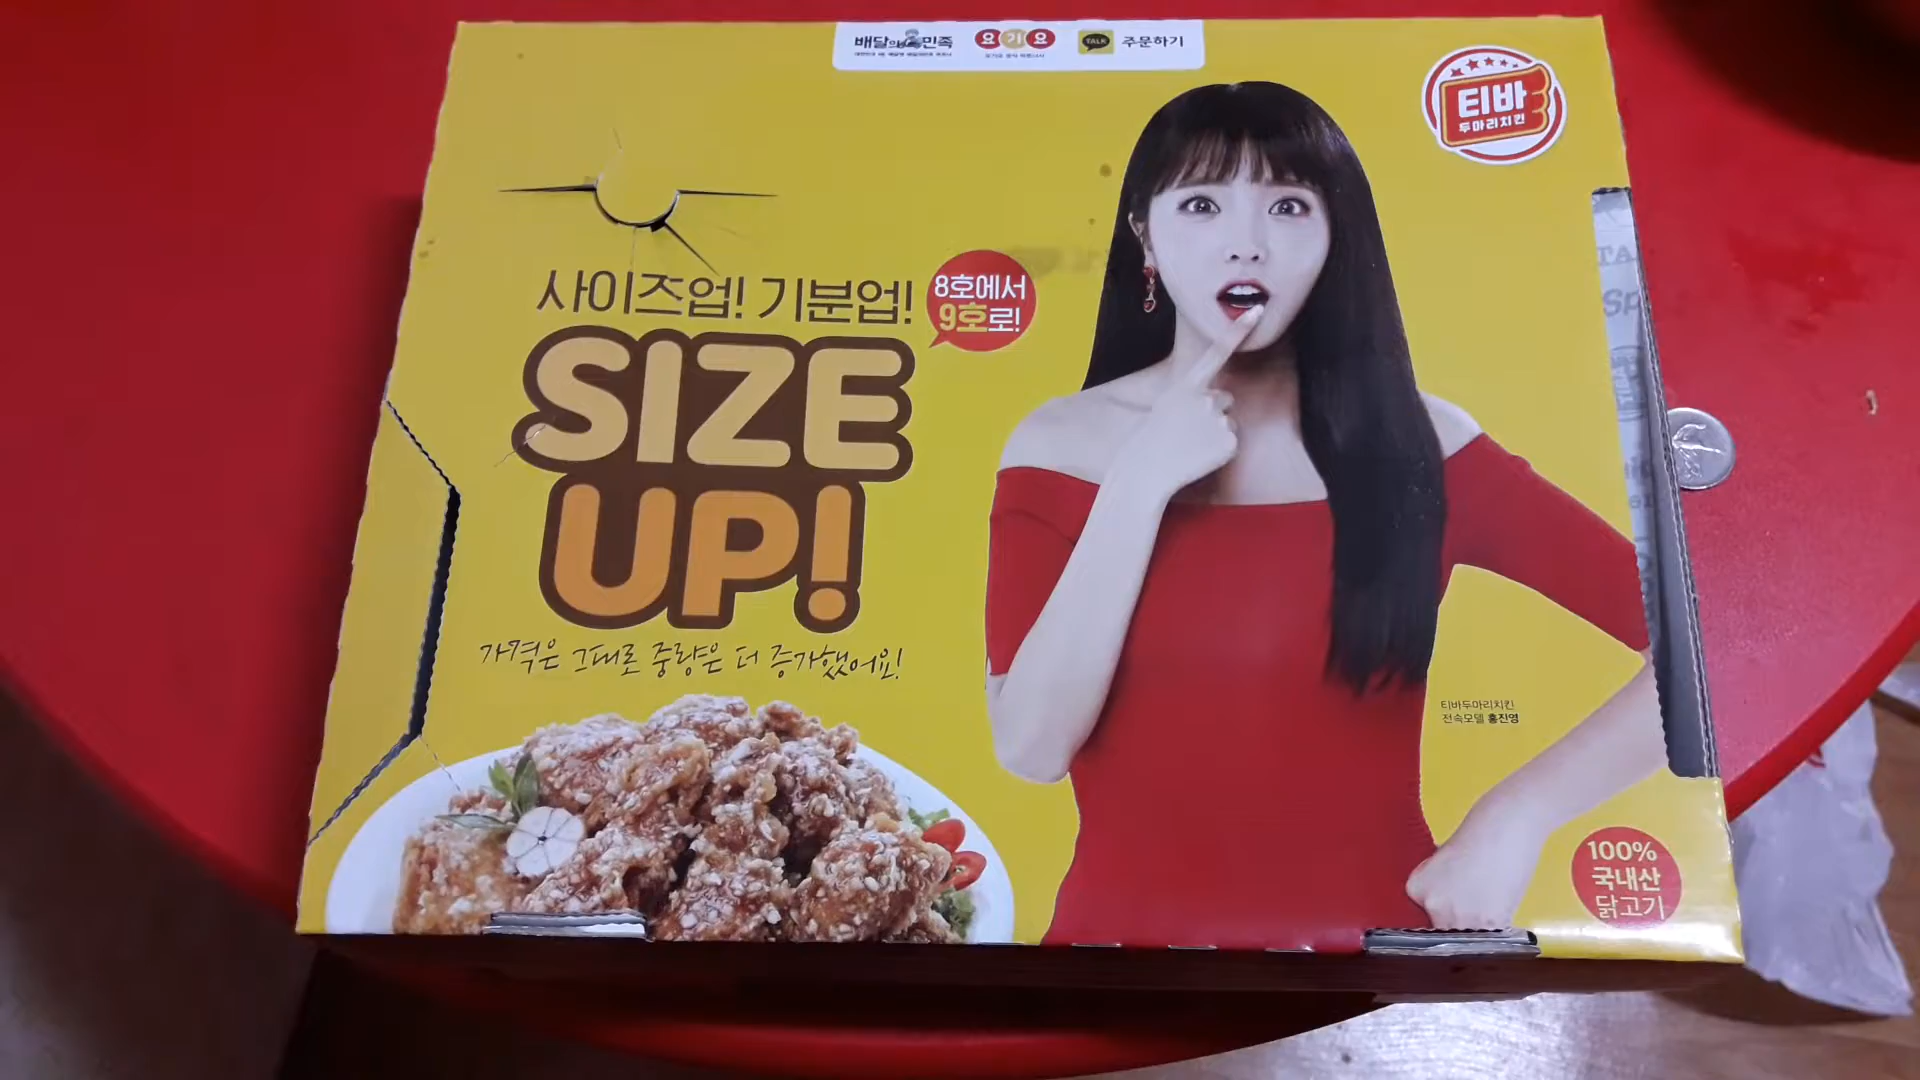 배달의민족
요기요
TALK 주문하기
티바
두마리치킨
사이즈업! 기분업!
8호에서
9호로!
SIZE
UP!
가격은 그대로 중량은 더 증가했어요!
티바두마리치킨
전속모델 홍진영
100%
국내산
닭고기